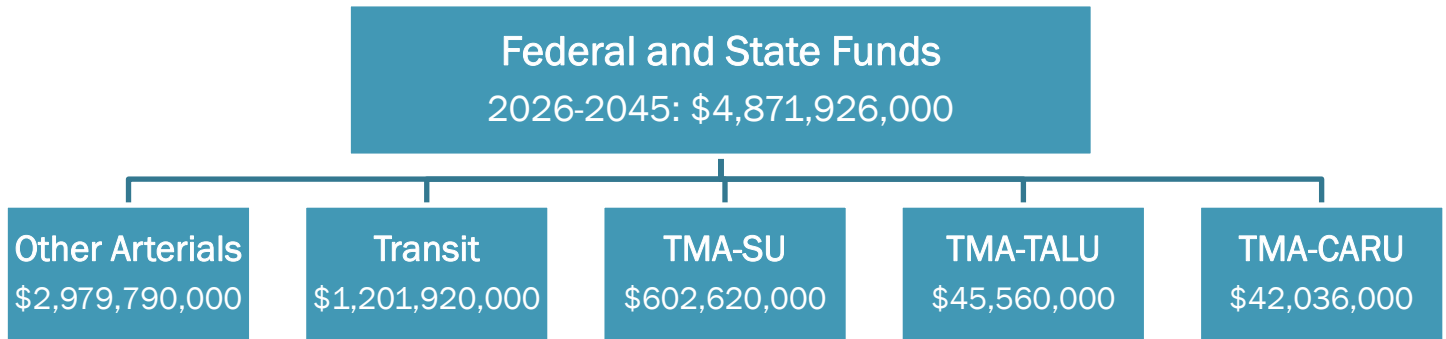 Federal and State Funds
2026-2045: $4,871,926,000
Other Arterials
$2,979,790,000
Transit
$1,201,920,000
TMA-SU
$602,620,000
TMA-TALU
$45,560,000
TMA-CARU
$42,036,000